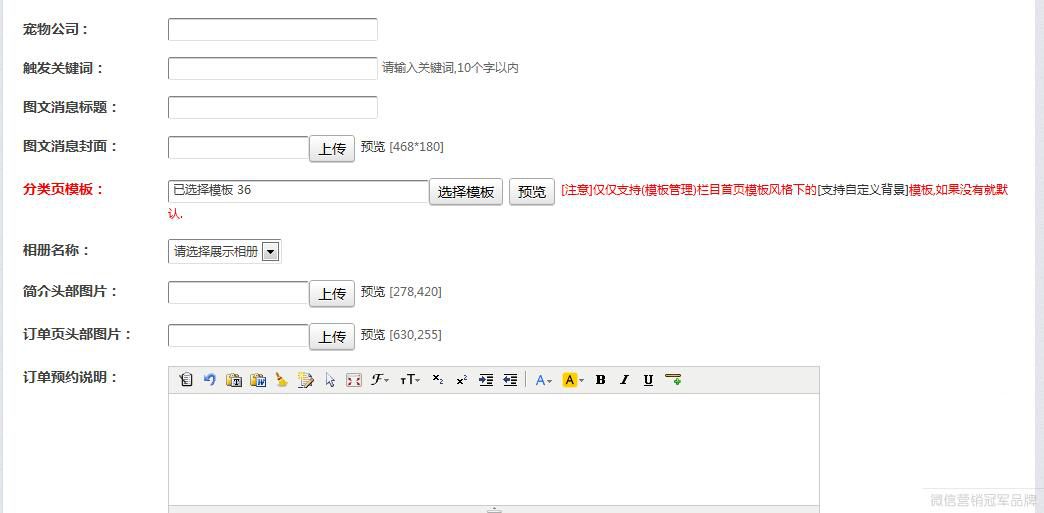 宠物公司：
触发关键词： 请输入关键词,10个字以内
图文消息标题：
图文消息封面： 上传 预览 [468*180]
分类页模板： 已选择模板 36 选择模板 预览 [注意]仅仅支持(模板管理)栏目首页模板风格下的[支持自定义背景]模板,如果没有就默
认.
相册名称： 请选择展示相册
简介头部图片： 上传 预览 [278,420]
订单页头部图片： 上传 预览 [630,255]
订单预约说明：
微信营销冠军品牌